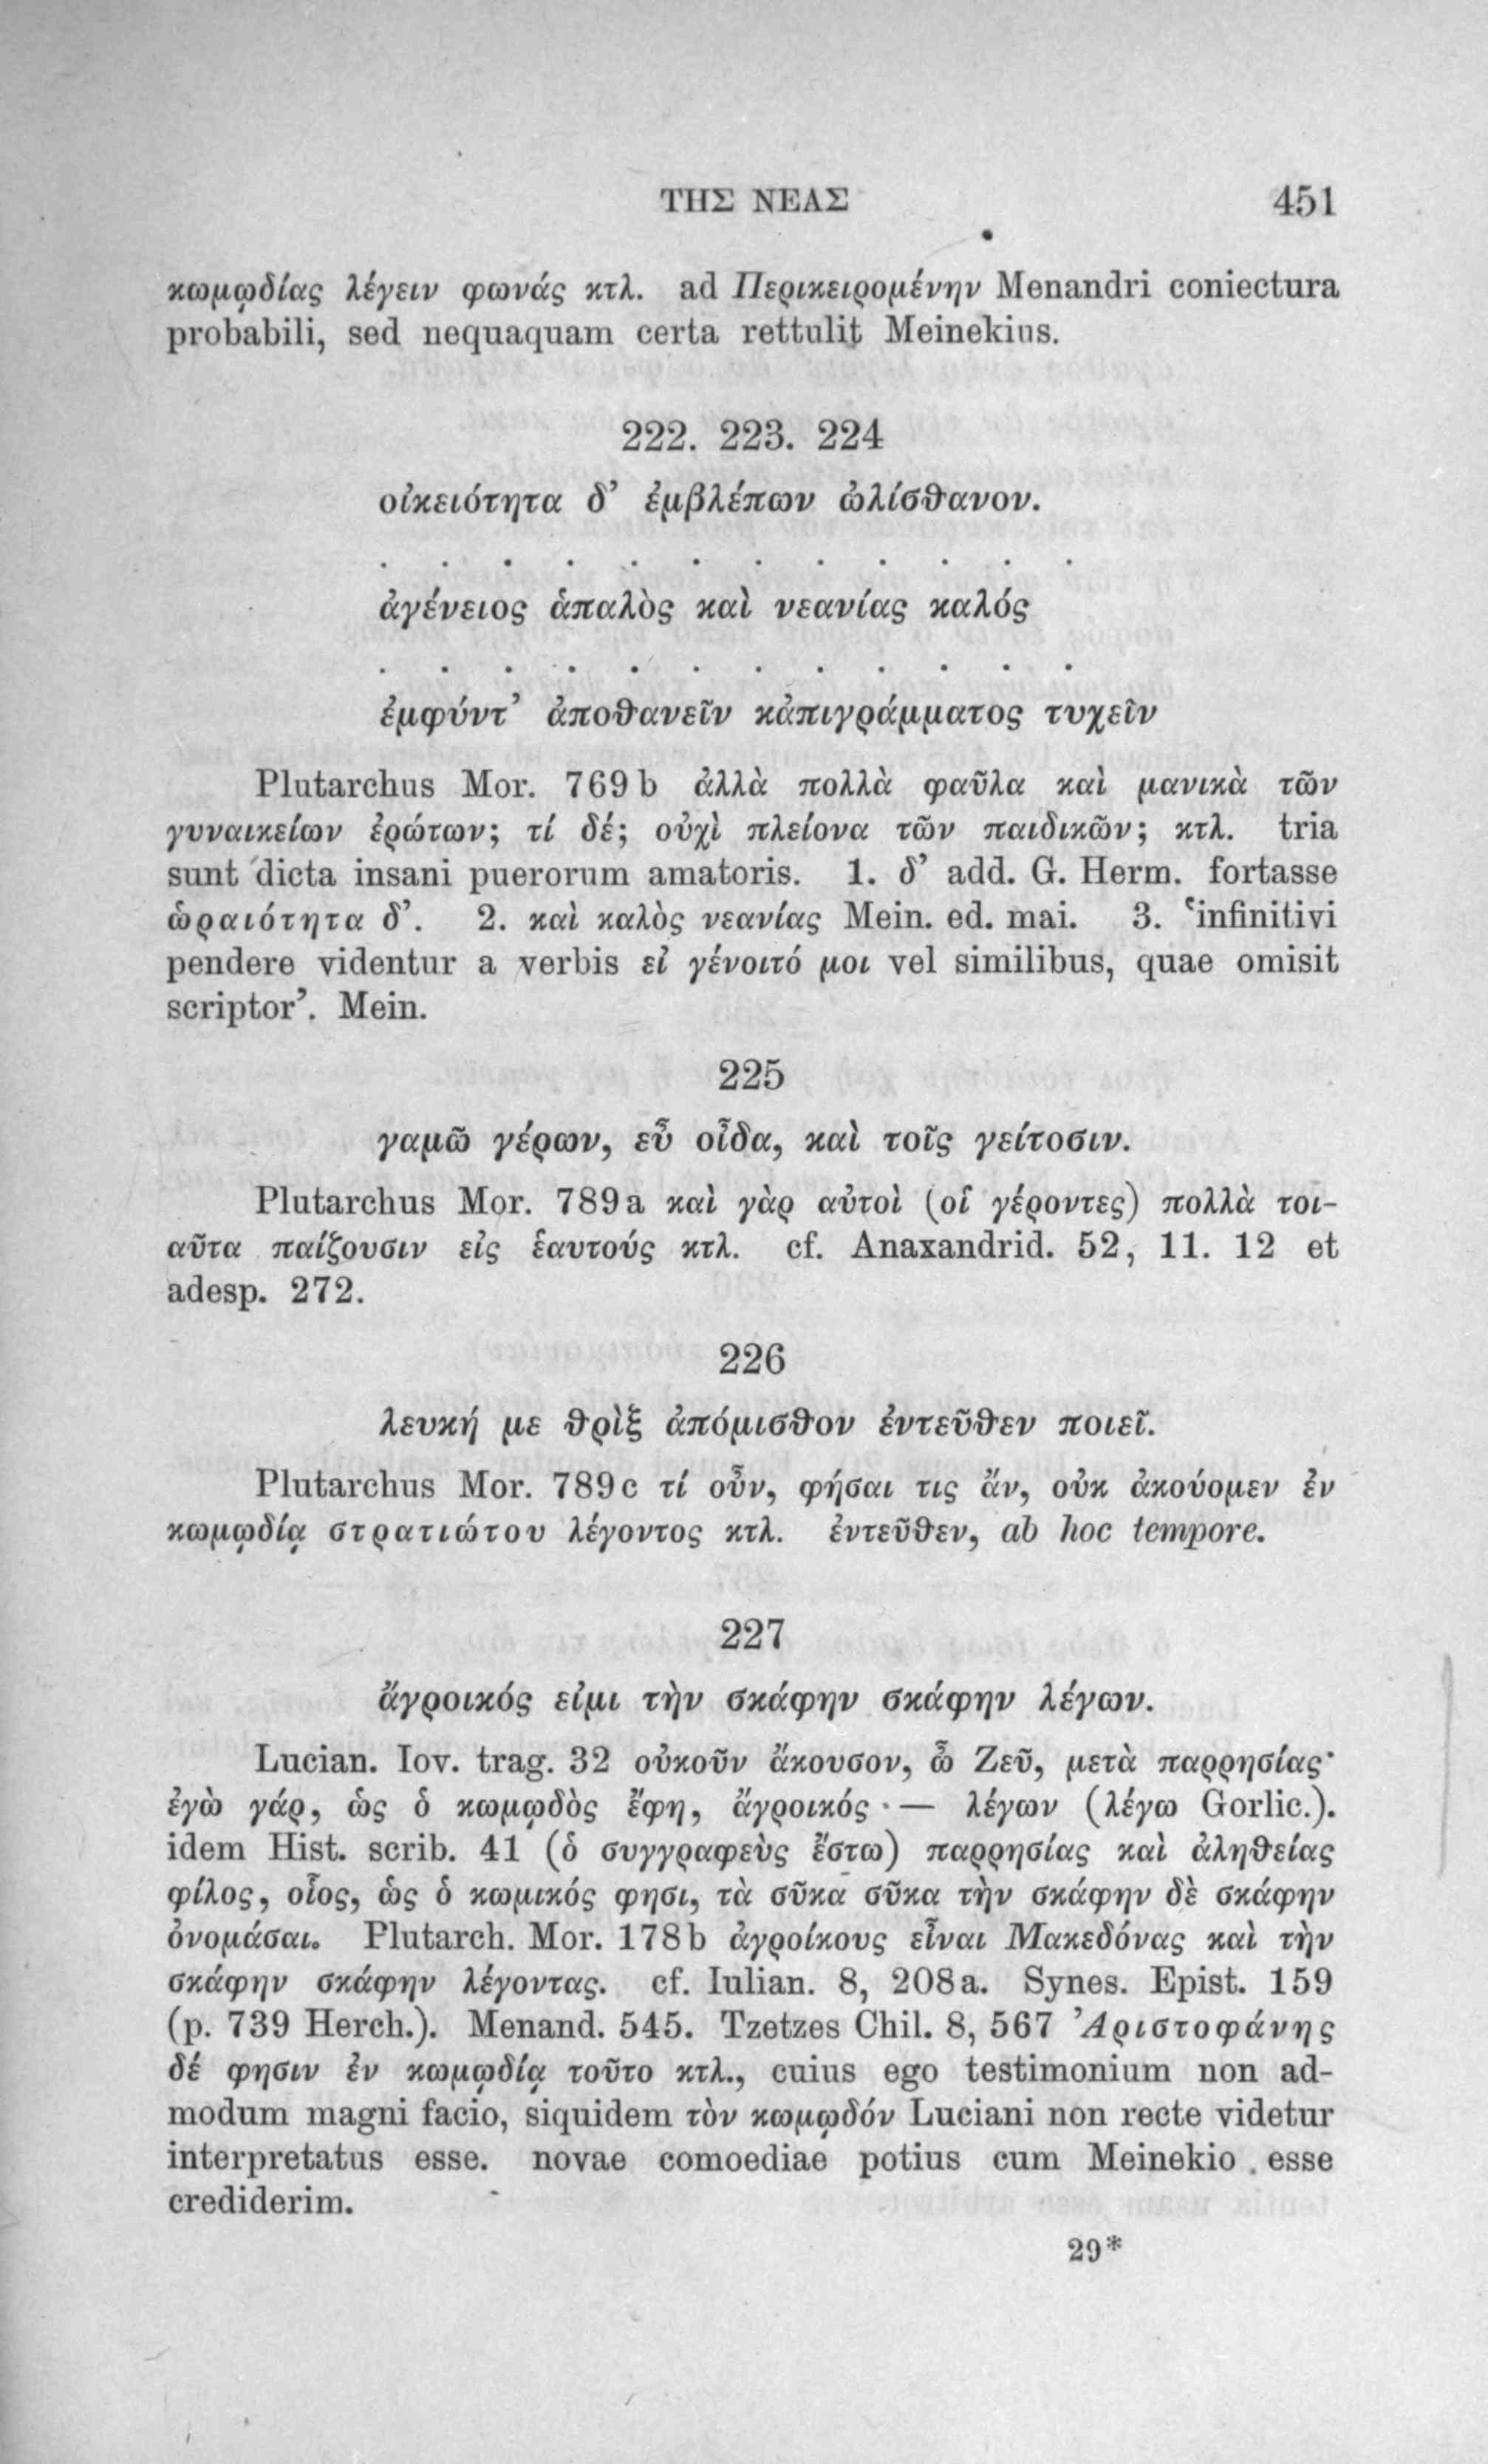 ΤΗΣ ΝΕΑΣ 451
κωμῳδίας λέγειν φωνάς κτλ. ad Περικειρομένην Menandri coniectura
probabili, sed nequaquam certa rettulit Meinekius.
222. 223. 224
οἰκειότητα δ’ ἐμβλέπων ὠλίσθανον.
. . . . . . . . . . . .
ἀγένειος ἁπαλὸς καὶ νεανίας καλός
. . . . . . . . . . . .
ἐμφύντ’ ἀποθανεῖν κἀπιγράμματος τυχεῖν
Plutarchus Mor. 769 b ἀλλὰ πολλὰ φαῦλα καὶ μανικὰ τῶν
γυναικείων ἐρώτων; τί δέ; οὐχὶ πλείονα τῶν παιδικῶν; κτλ. tria
sunt dicta insani puerorum amatoris. 1. δ’ add. G. Herm. fortasse
ὡραιότητα δ’. 2. καὶ καλὸς νεανίας Mein. ed. mai. 3. ‘infinitivi
pendere videntur a verbis εἰ γένοιτό μοι vel similibus, quae omisit
scriptor’. Mein.
225
γαμῶ γέρων, εὖ οἶδα, καὶ τοῖς γείτοσιν.
Plutarchus Mor. 789 a καὶ γὰρ αὐτοὶ (οἱ γέροντες) πολλὰ τοι-
αῦτα παίζουσιν εἰς ἑαυτούς κτλ. cf. Anaxandrid. 52, 11. 12 et
adesp. 272.
226
λευκή με θρὶξ ἀπόμισθον ἐντεῦθεν ποιεῖ.
Plutarchus Mor. 789 c τί οὖν, φήσαι τις ἄν, οὐκ ἀκούομεν ἐν
κωμῳδίᾳ στρατιώτου λέγοντος κτλ. ἐντεῦθεν, ab hoc tempore.
227
ἄγροικός εἰμι τὴν σκάφην σκάφην λέγων.
Lucian. Iov. trag. 32 οὐκοῦν ἄκουσον, ὦ Ζεῦ, μετὰ παρρησίας·
ἐγὼ γάρ, ὡς ὁ κωμῳδὸς ἔφη, ἄγροικός · — λέγων (λέγω Gorlic.).
idem Hist. scrib. 41 (ὁ συγγραφεὺς ἔστω) παρρησίας καὶ ἀληθείας
φίλος, οἷος, ὡς ὁ κωμικός φησι, τὰ σῦκα σῦκα τὴν σκάφην δὲ σκάφην
ὀνομάσαι. Plutarch. Mor. 178 b ἀγροίκους εἶναι Μακεδόνας καὶ τὴν
σκάφην σκάφην λέγοντας. cf. Iulian. 8, 208 a. Synes. Epist. 159
(p. 739 Herch.). Menand. 545. Tzetzes Chil. 8, 567 Ἀριστοφάνης
δέ φησιν ἐν κωμῳδίᾳ τοῦτο κτλ., cuius ego testimonium non ad-
modum magni facio, siquidem τὸν κωμῳδόν Luciani non recte videtur
interpretatus esse. novae comoediae potius cum Meinekio esse
crediderim.
29*